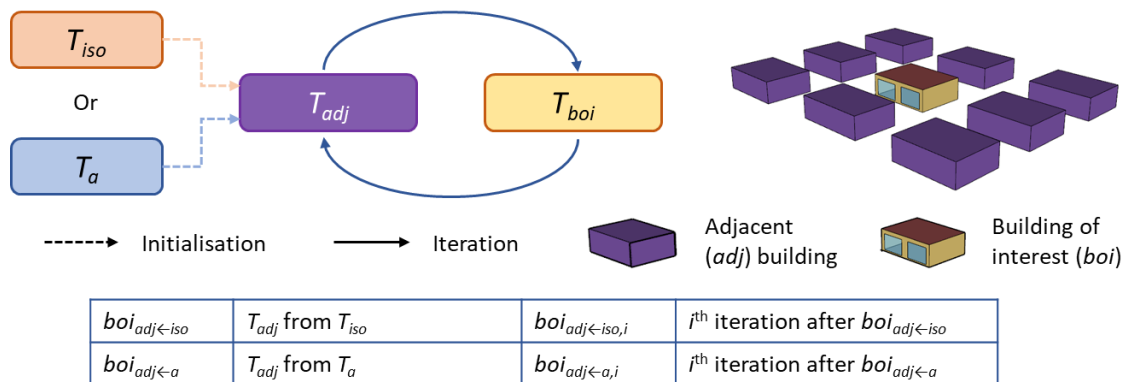 T_iso
Or
T_a
T_adj
T_boi
Initialisation
Iteration
Adjacent
(adj) building
Building of
interest (boi)
boi_adj←iso T_adj from T_iso boi_adj←iso,i i^th iteration after boi_adj←iso
boi_adj←a T_adj from T_a boi_adj←a,i i^th iteration after boi_adj←a